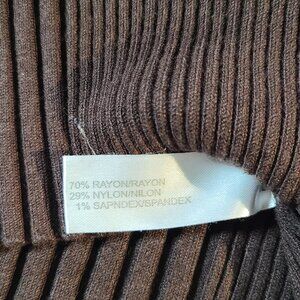 70% RAYON/RAYON
29% NYLON/NILON
1% SAPNDEX/SPANDEX